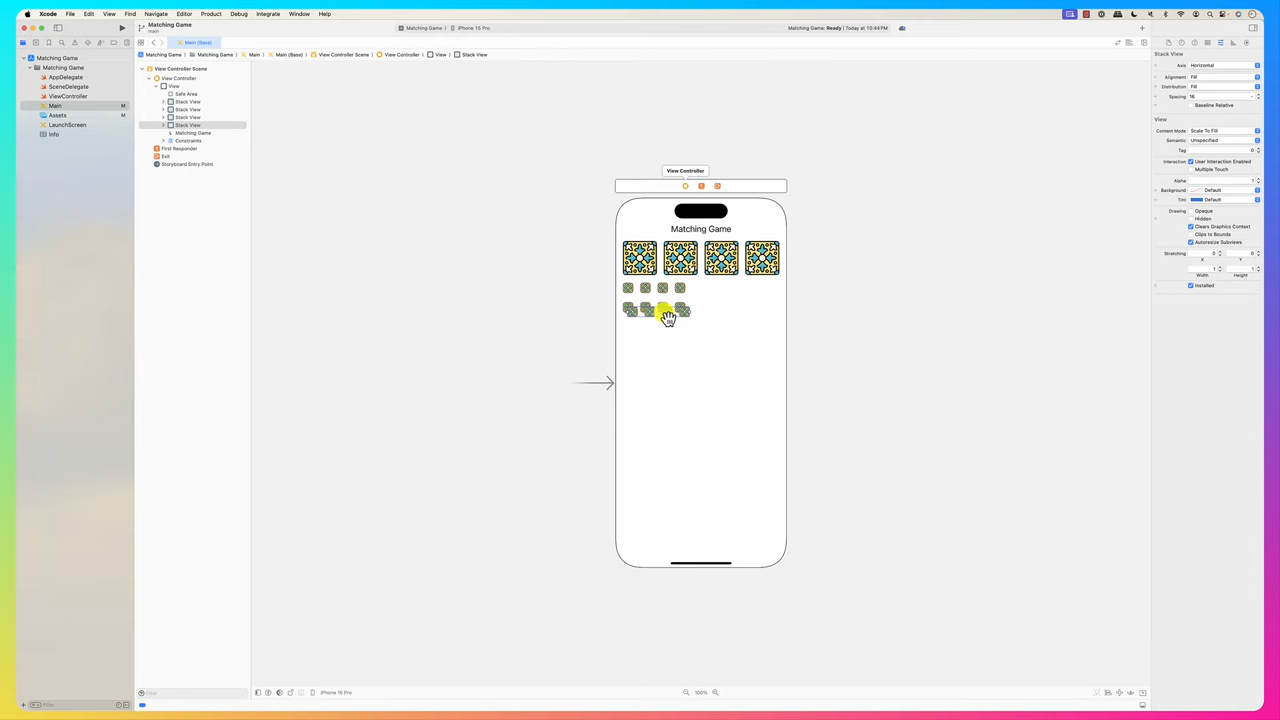 Xcode File Edit View Find Navigate Editor Product Debug Integrate Window Help
Matching Game
main
Matching Game
iPhone 15 Pro
Matching Game: Ready | Today at 10:44 PM
Main (Base)
Matching Game
Matching Game
Main
Main (Base)
View Controller Scene
View Controller
View
Stack View
Matching Game
Matching Game
AppDelegate
SceneDelegate
ViewController
Main M
Assets M
LaunchScreen
Info
View Controller Scene
View Controller
View
Safe Area
Stack View
Stack View
Stack View
Stack View
Matching Game
Constraints
First Responder
Exit
Storyboard Entry Point
View Controller
Matching Game
Stack View
Axis Horizontal
Alignment Fill
Distribution Fill
Spacing 16
Baseline Relative
View
Content Mode Scale To Fill
Semantic Unspecified
Tag 0
Interaction User Interaction Enabled
Multiple Touch
Alpha 1
Background Default
Tint Default
Drawing Opaque
Hidden
Clears Graphics Context
Clips to Bounds
Autoresize Subviews
Stretching 0 0
X Y
1 1
Width Height
Installed
Filter
Filter
iPhone 15 Pro
100%